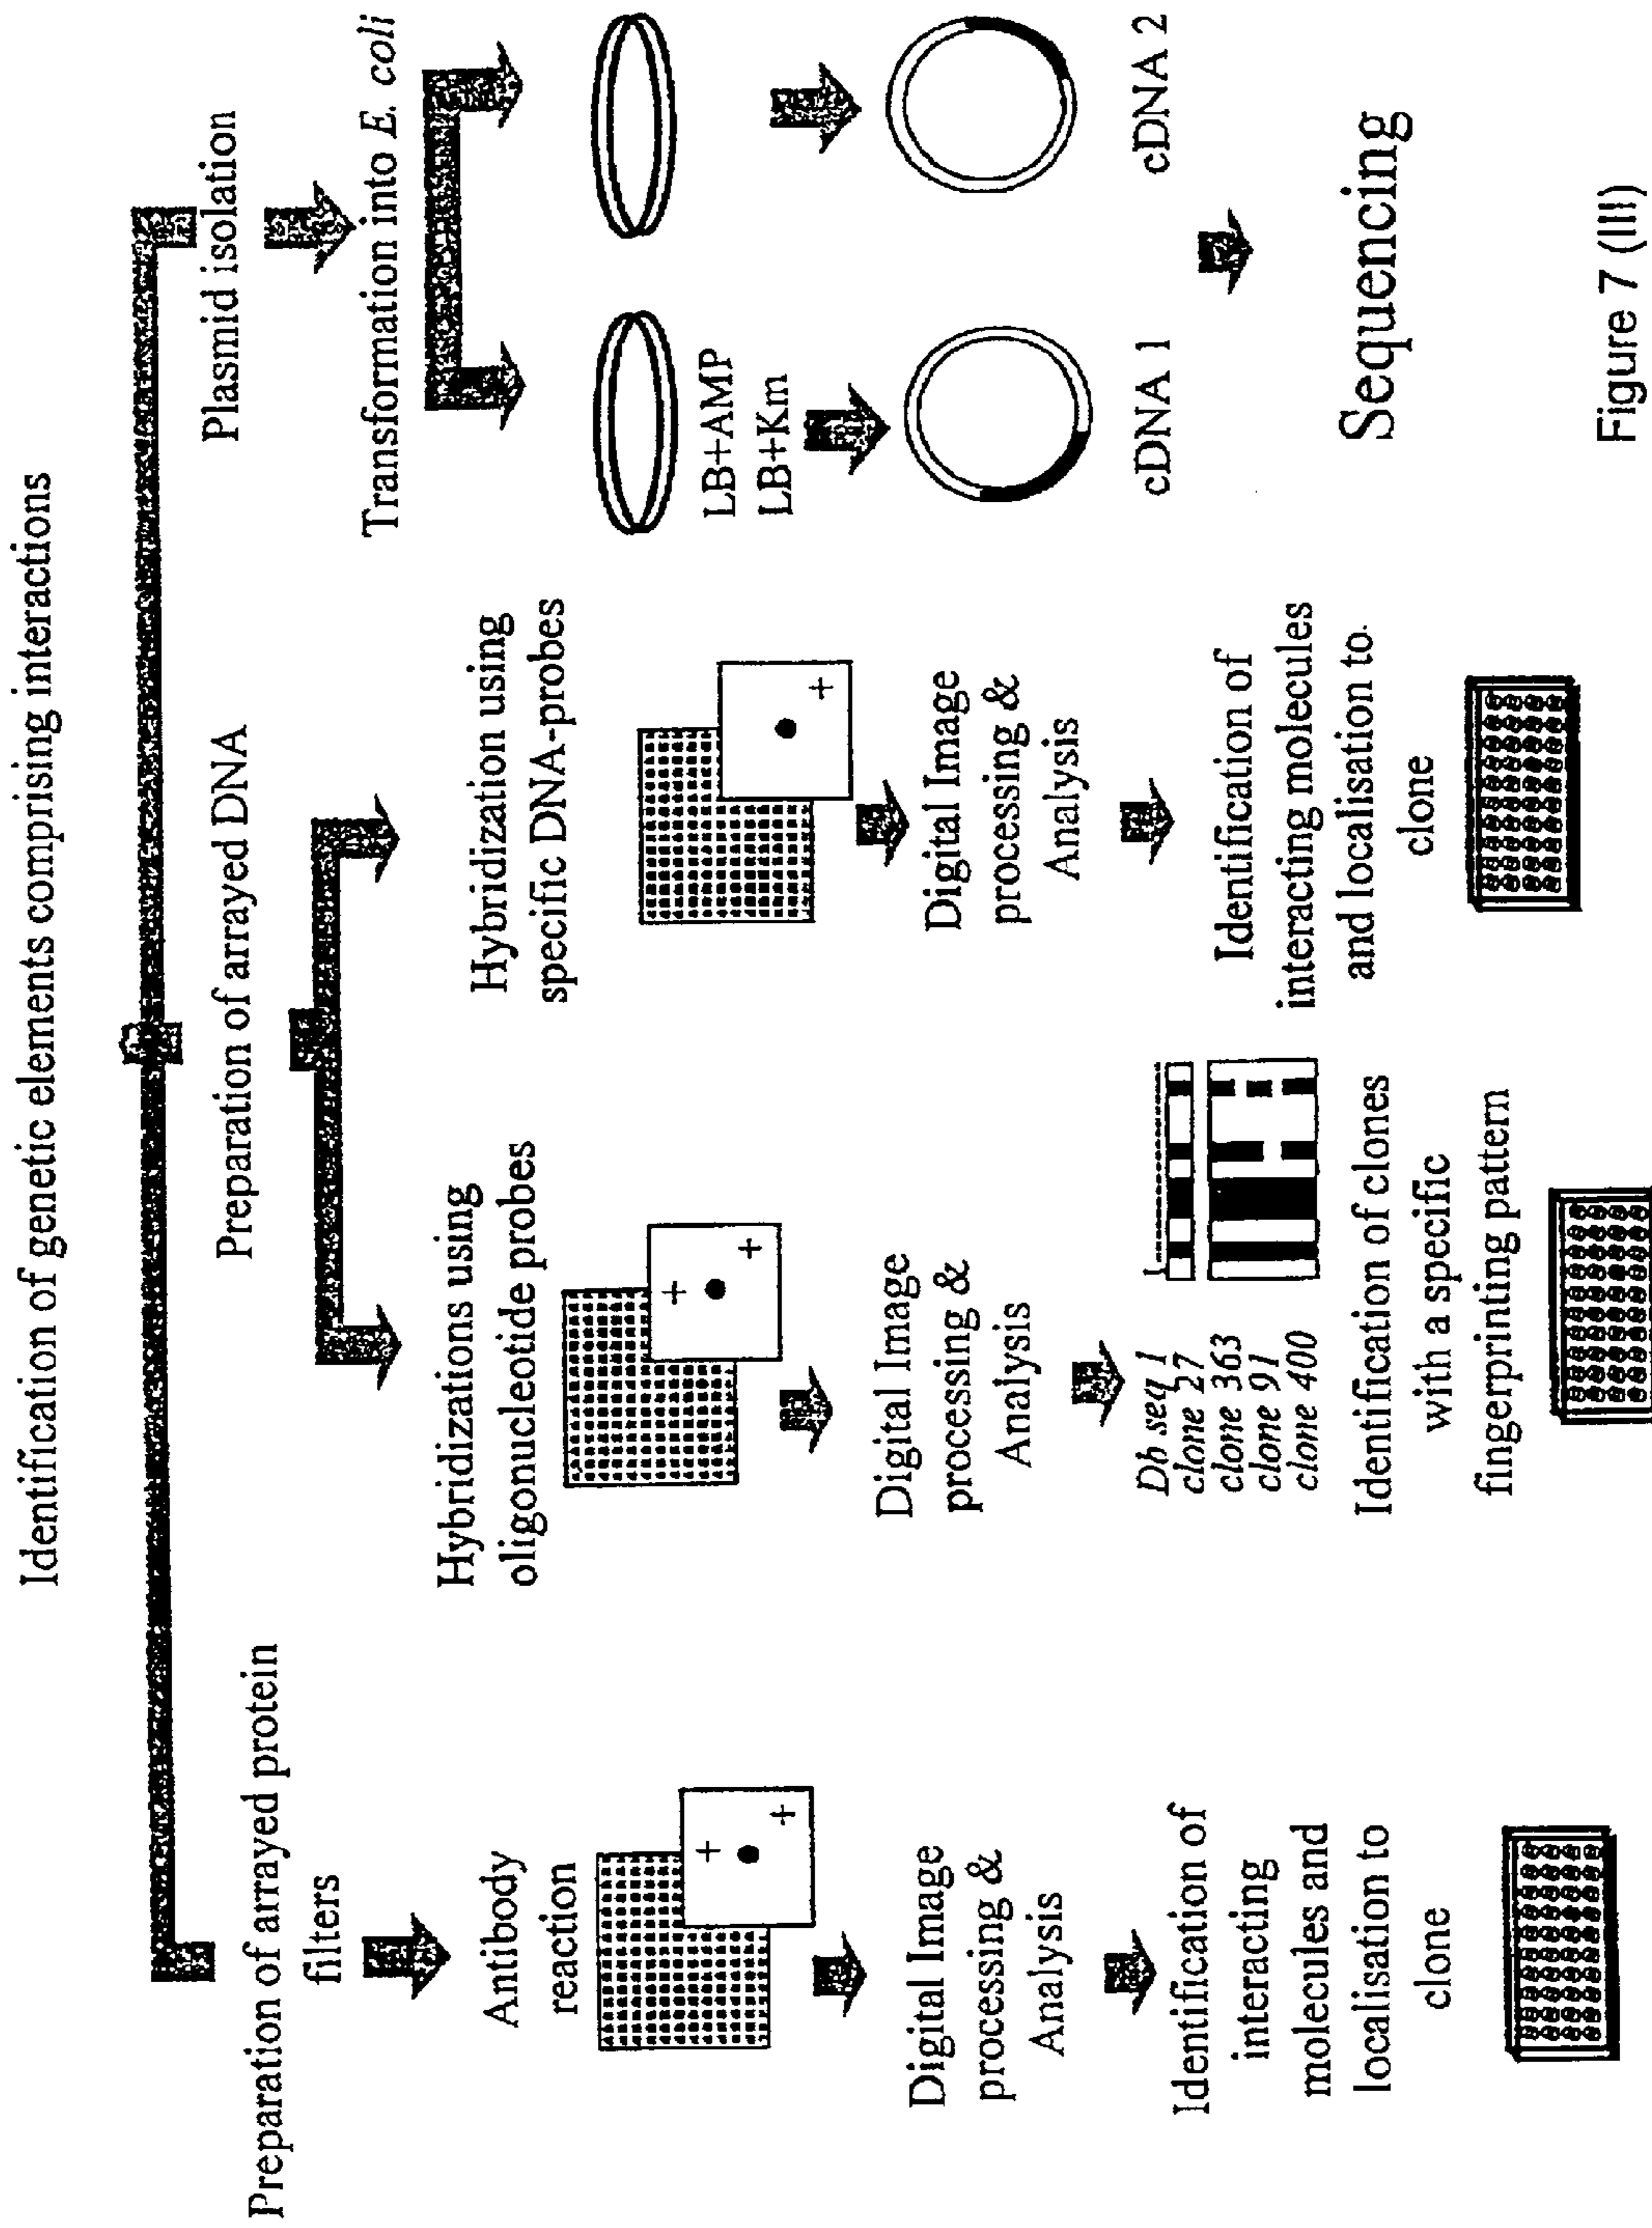 Identification of genetic elements comprising interactions
Preparation of arrayed protein
filters
Antibody
reaction
Digital Image
processing &
Analysis
Identification of
interacting
molecules and
localisation to
clone
Preparation of arrayed DNA
Hybridizations using
oligonucleotide probes
Digital Image
processing &
Analysis
Db seq 1
clone 27
clone 363
clone 91
clone 400
Identification of clones
with a specific
fingerprinting pattern
Hybridization using
specific DNA-probes
Digital Image
processing &
Analysis
Identification of
interacting molecules
and localisation to
clone
Plasmid isolation
Transformation into E. coli
LB+AMP
LB+Km
cDNA 1
cDNA 2
Sequencing
Figure 7 (III)